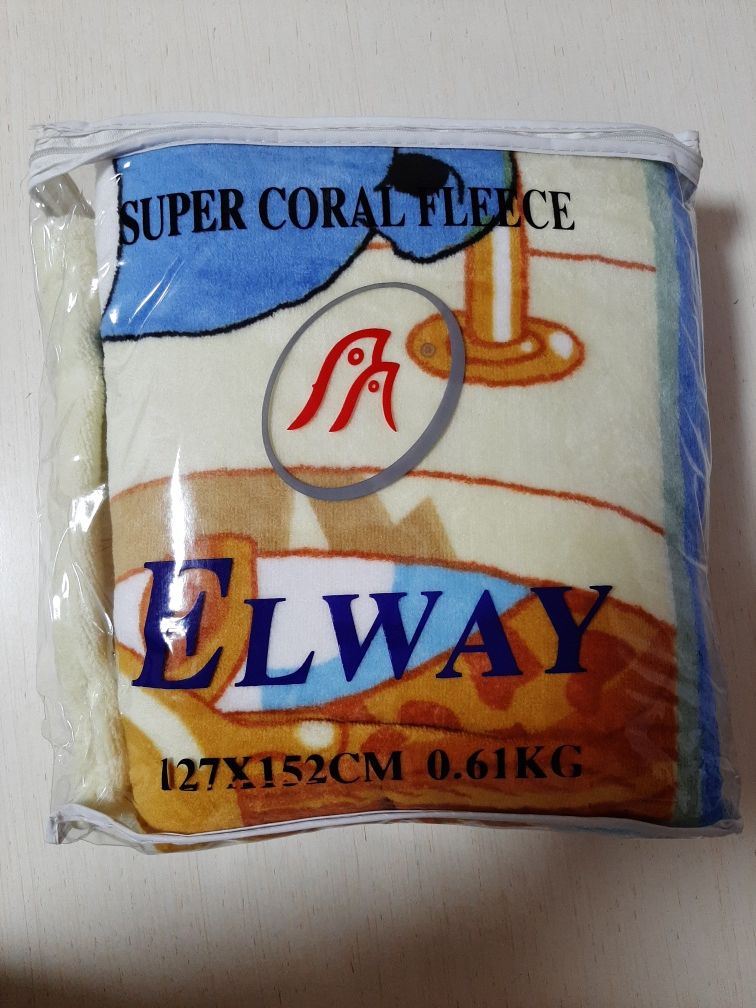 SUPER CORAL FLEECE
ELWAY
127X152CM 0.61KG